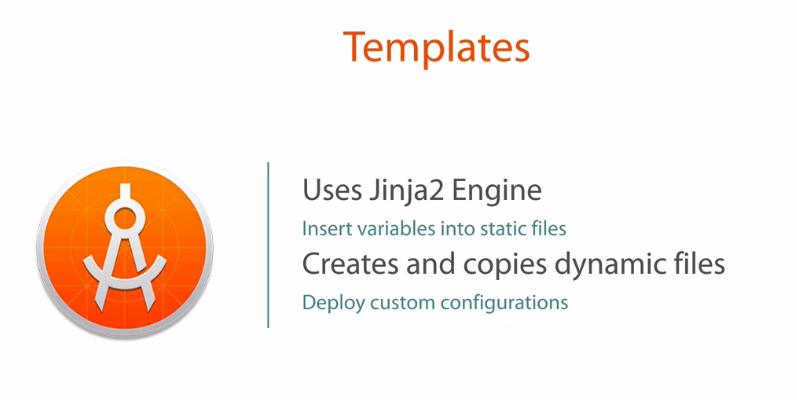 Templates
Uses Jinja2 Engine
Insert variables into static files
Creates and copies dynamic files
Deploy custom configurations